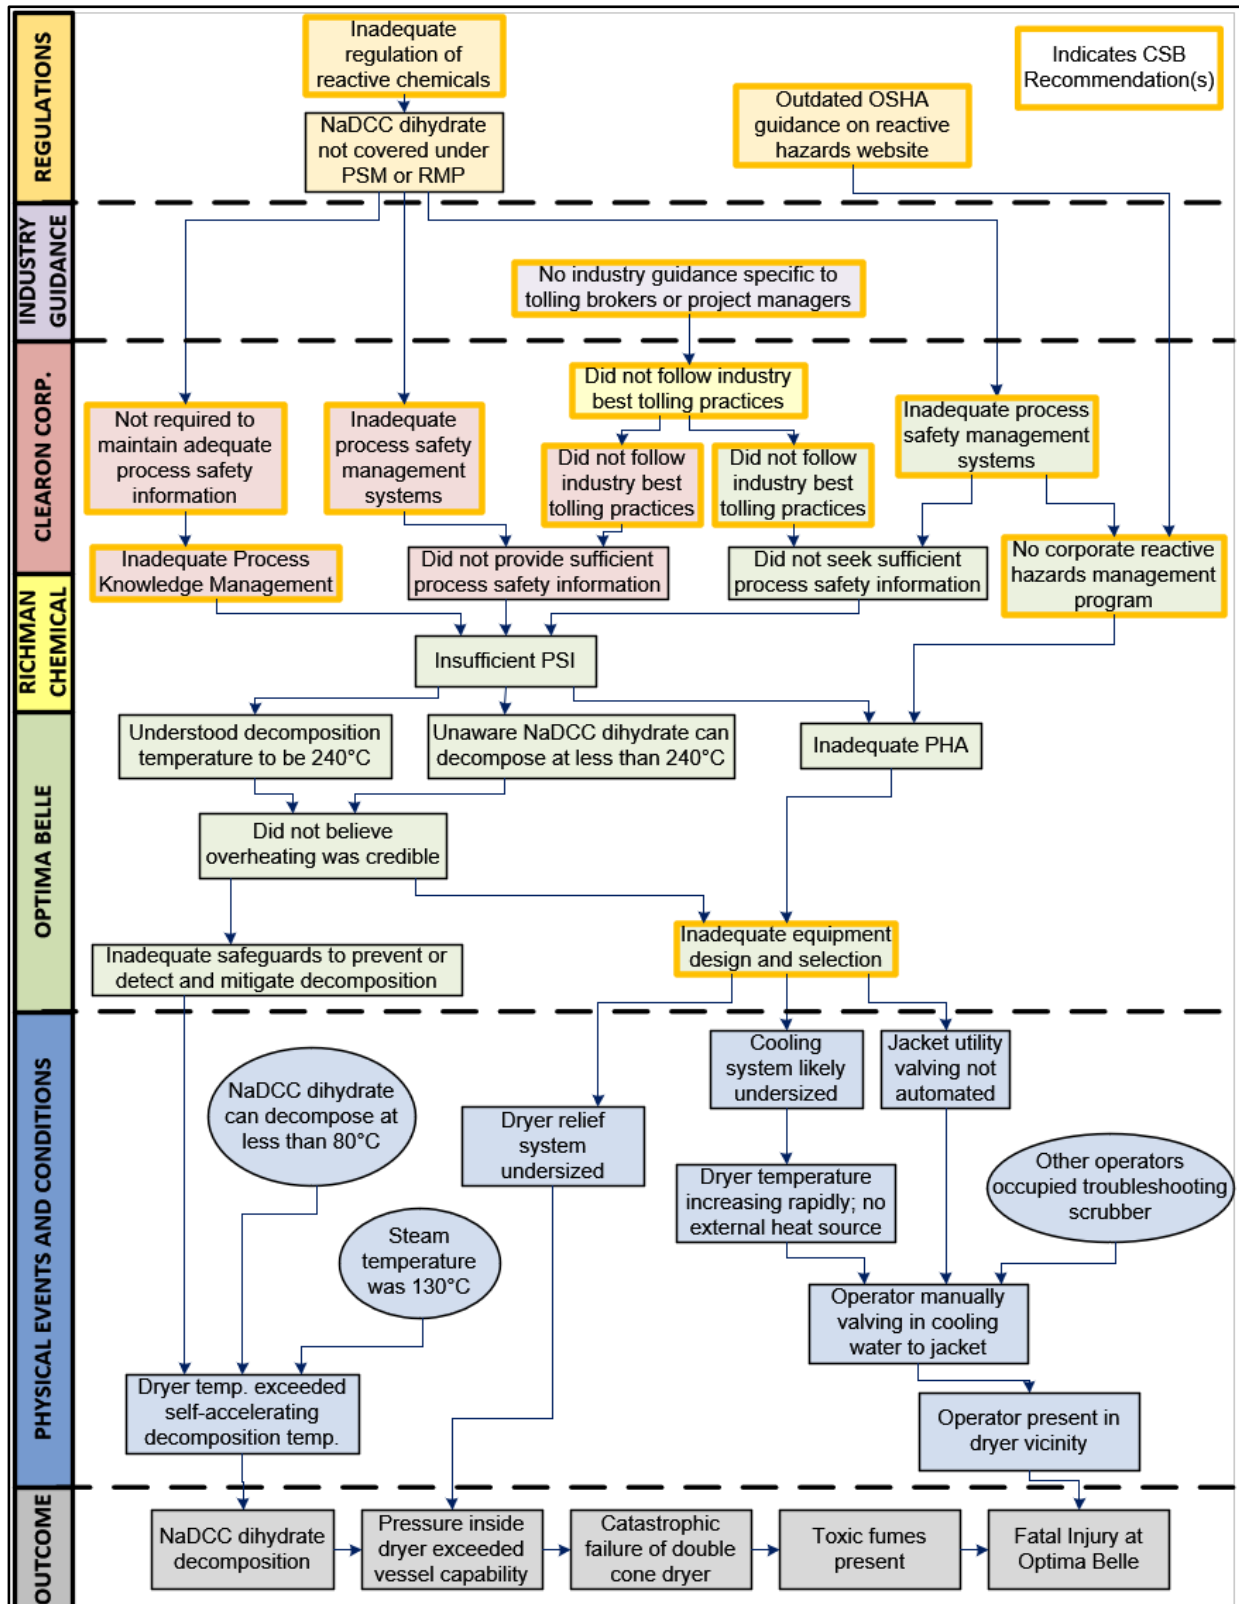 REGULATIONS
Inadequate
regulation of
reactive chemicals
Indicates CSB
Recommendation(s)
Outdated OSHA
guidance on reactive
hazards website
NaDCC dihydrate
not covered under
PSM or RMP
INDUSTRY
GUIDANCE
No industry guidance specific to
tolling brokers or project managers
CLEARON CORP.
Did not follow industry
best tolling practices
Not required to
maintain adequate
process safety
information
Inadequate
process safety
management
systems
Did not follow
industry best
tolling practices
Did not follow
industry best
tolling practices
Inadequate process
safety management
systems
Inadequate Process
Knowledge Management
Did not provide sufficient
process safety information
Did not seek sufficient
process safety information
No corporate reactive
hazards management
program
RICHMAN
CHEMICAL
Insufficient PSI
OPTIMA BELLE
Understood decomposition
temperature to be 240°C
Unaware NaDCC dihydrate can
decompose at less than 240°C
Inadequate PHA
Did not believe
overheating was credible
Inadequate safeguards to prevent or
detect and mitigate decomposition
Inadequate equipment
design and selection
PHYSICAL EVENTS AND CONDITIONS
Cooling
system likely
undersized
Jacket utility
valving not
automated
NaDCC dihydrate
can decompose at
less than 80°C
Dryer relief
system
undersized
Dryer temperature
increasing rapidly; no
external heat source
Other operators
occupied troubleshooting
scrubber
Steam
temperature
was 130°C
Operator manually
valving in cooling
water to jacket
Dryer temp. exceeded
self-accelerating
decomposition temp.
Operator present in
dryer vicinity
OUTCOME
NaDCC dihydrate
decomposition
Pressure inside
dryer exceeded
vessel capability
Catastrophic
failure of double
cone dryer
Toxic fumes
present
Fatal Injury at
Optima Belle